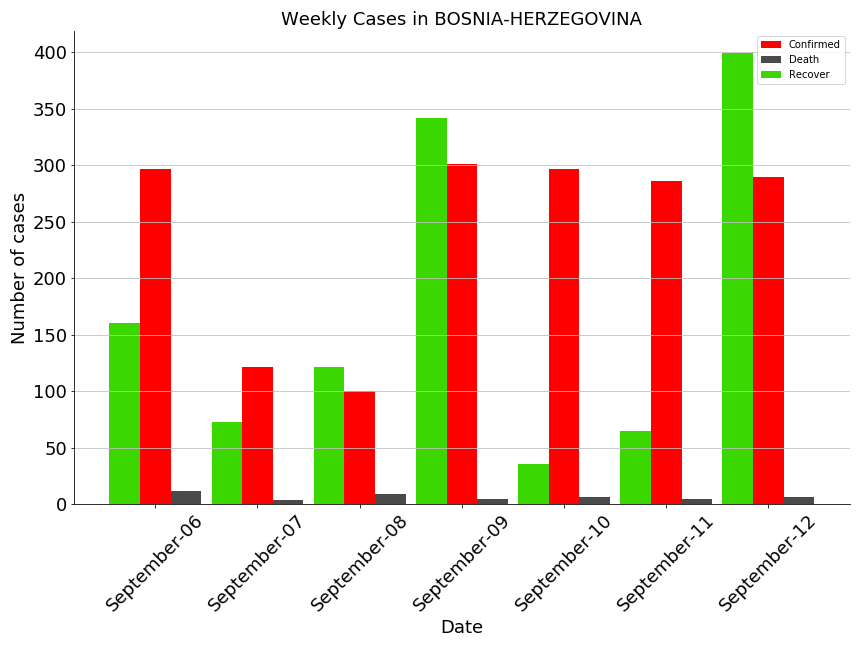 Weekly Cases in BOSNIA-HERZEGOVINA
Confirmed
Death
Recover
Number of cases
400
350
300
250
200
150
100
50
0
September-06
September-07
September-08
September-09
September-10
September-11
September-12
Date